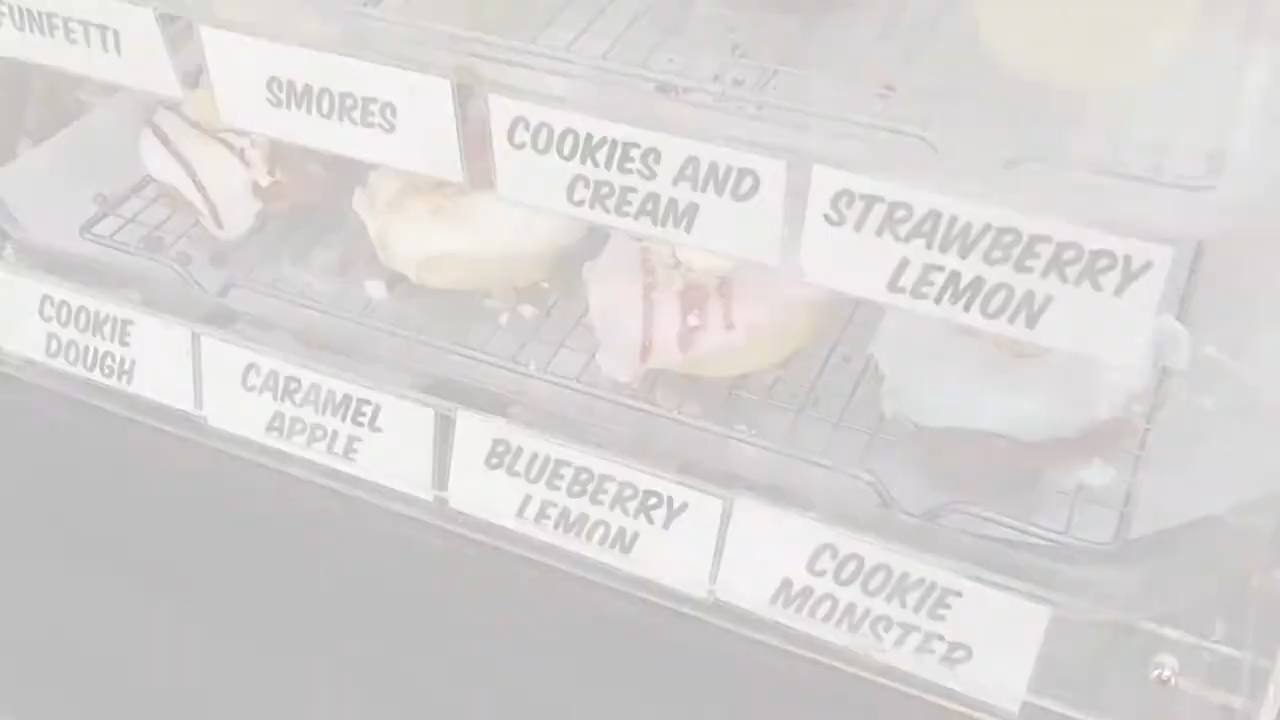 FUNFETTI
SMORES
COOKIES AND
CREAM
STRAWBERRY
LEMON
COOKIE
DOUGH
CARAMEL
APPLE
BLUEBERRY
LEMON
COOKIE
MONSTER